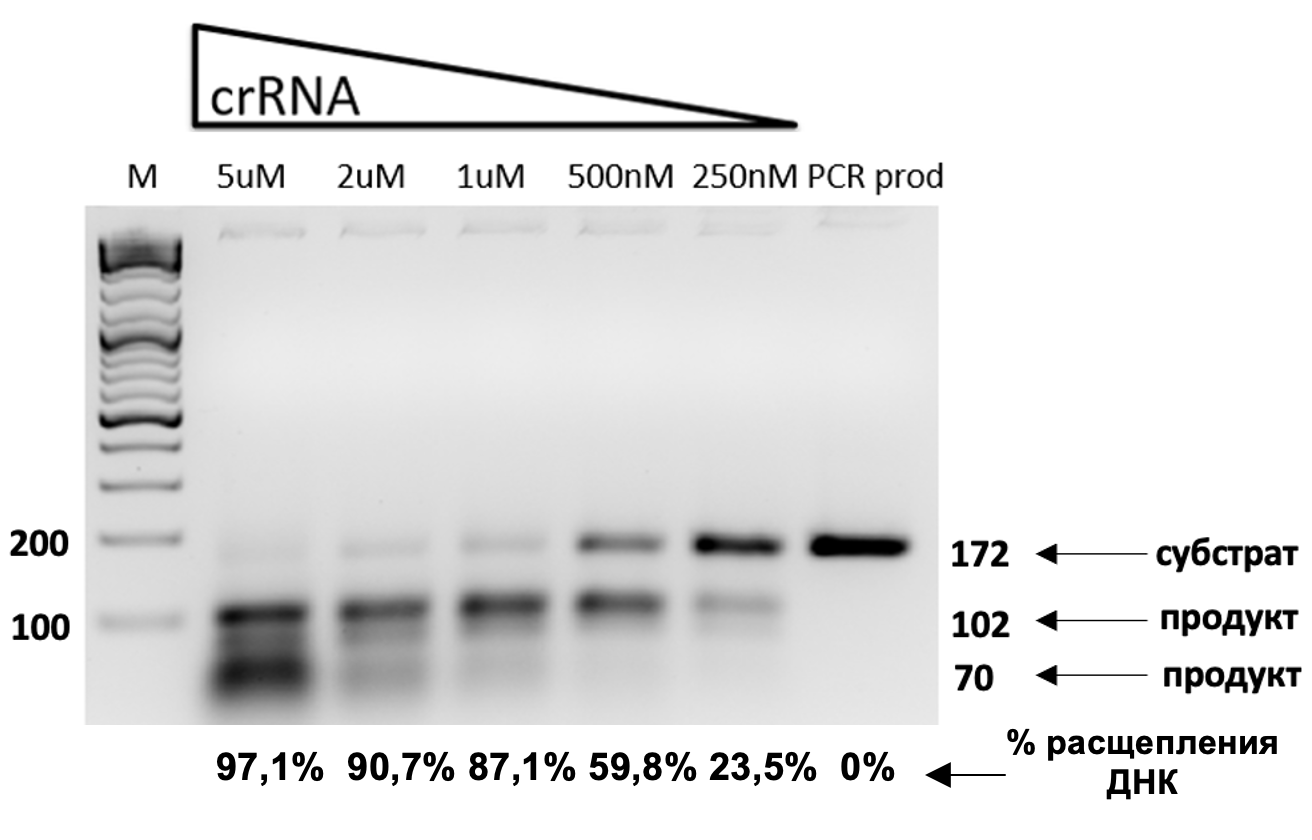 crRNA
M 5uM 2uM 1uM 500nM 250nM PCR prod
200
100
172 субстрат
102 продукт
70 продукт
97,1% 90,7% 87,1% 59,8% 23,5% 0%
% расщепления
ДНК